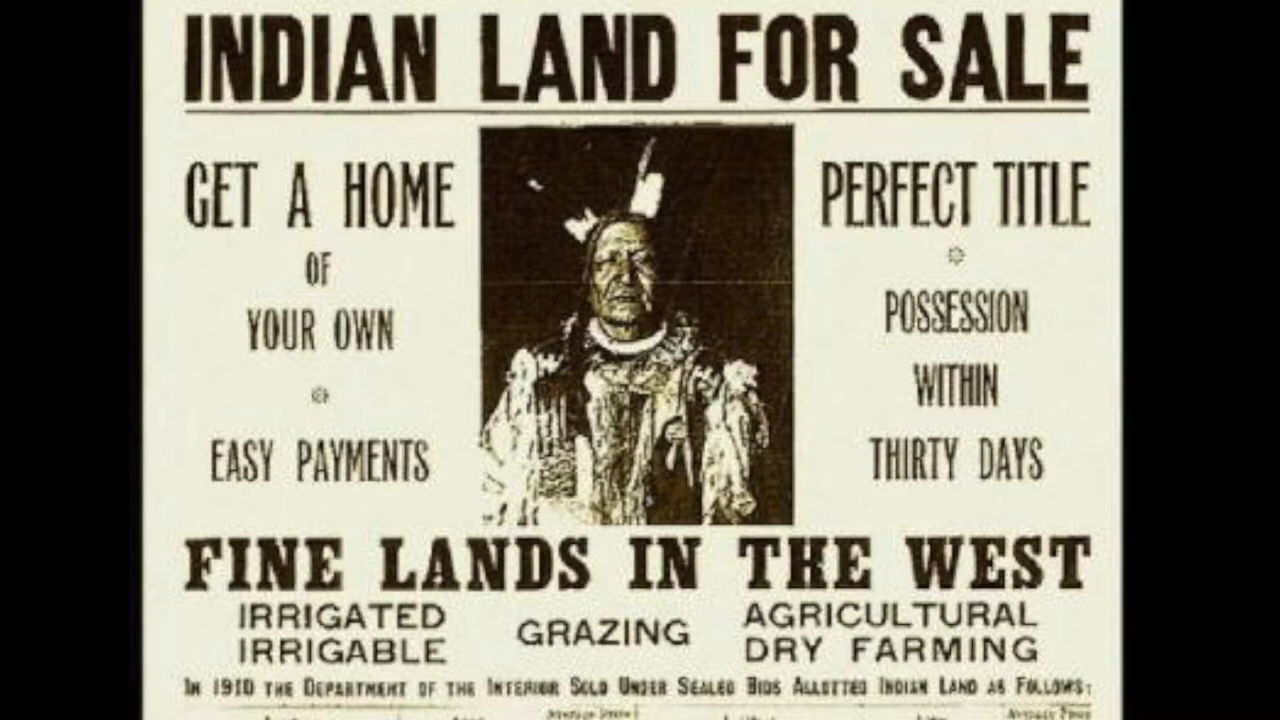 INDIAN LAND FOR SALE
GET A HOME
OF
YOUR OWN
EASY PAYMENTS
PERFECT TITLE
POSSESSION
WITHIN
THIRTY DAYS
FINE LANDS IN THE WEST
IRRIGATED
IRRIGABLE
GRAZING
AGRICULTURAL
DRY FARMING
IN 1910 THE DEPARTMENT OF THE INTERIOR SOLD UNDER SEALED BIDS ALLOTTED INDIAN LAND AS FOLLOWS: